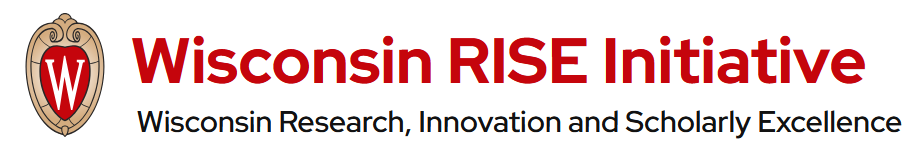 W
Wisconsin RISE Initiative
Wisconsin Research, Innovation and Scholarly Excellence